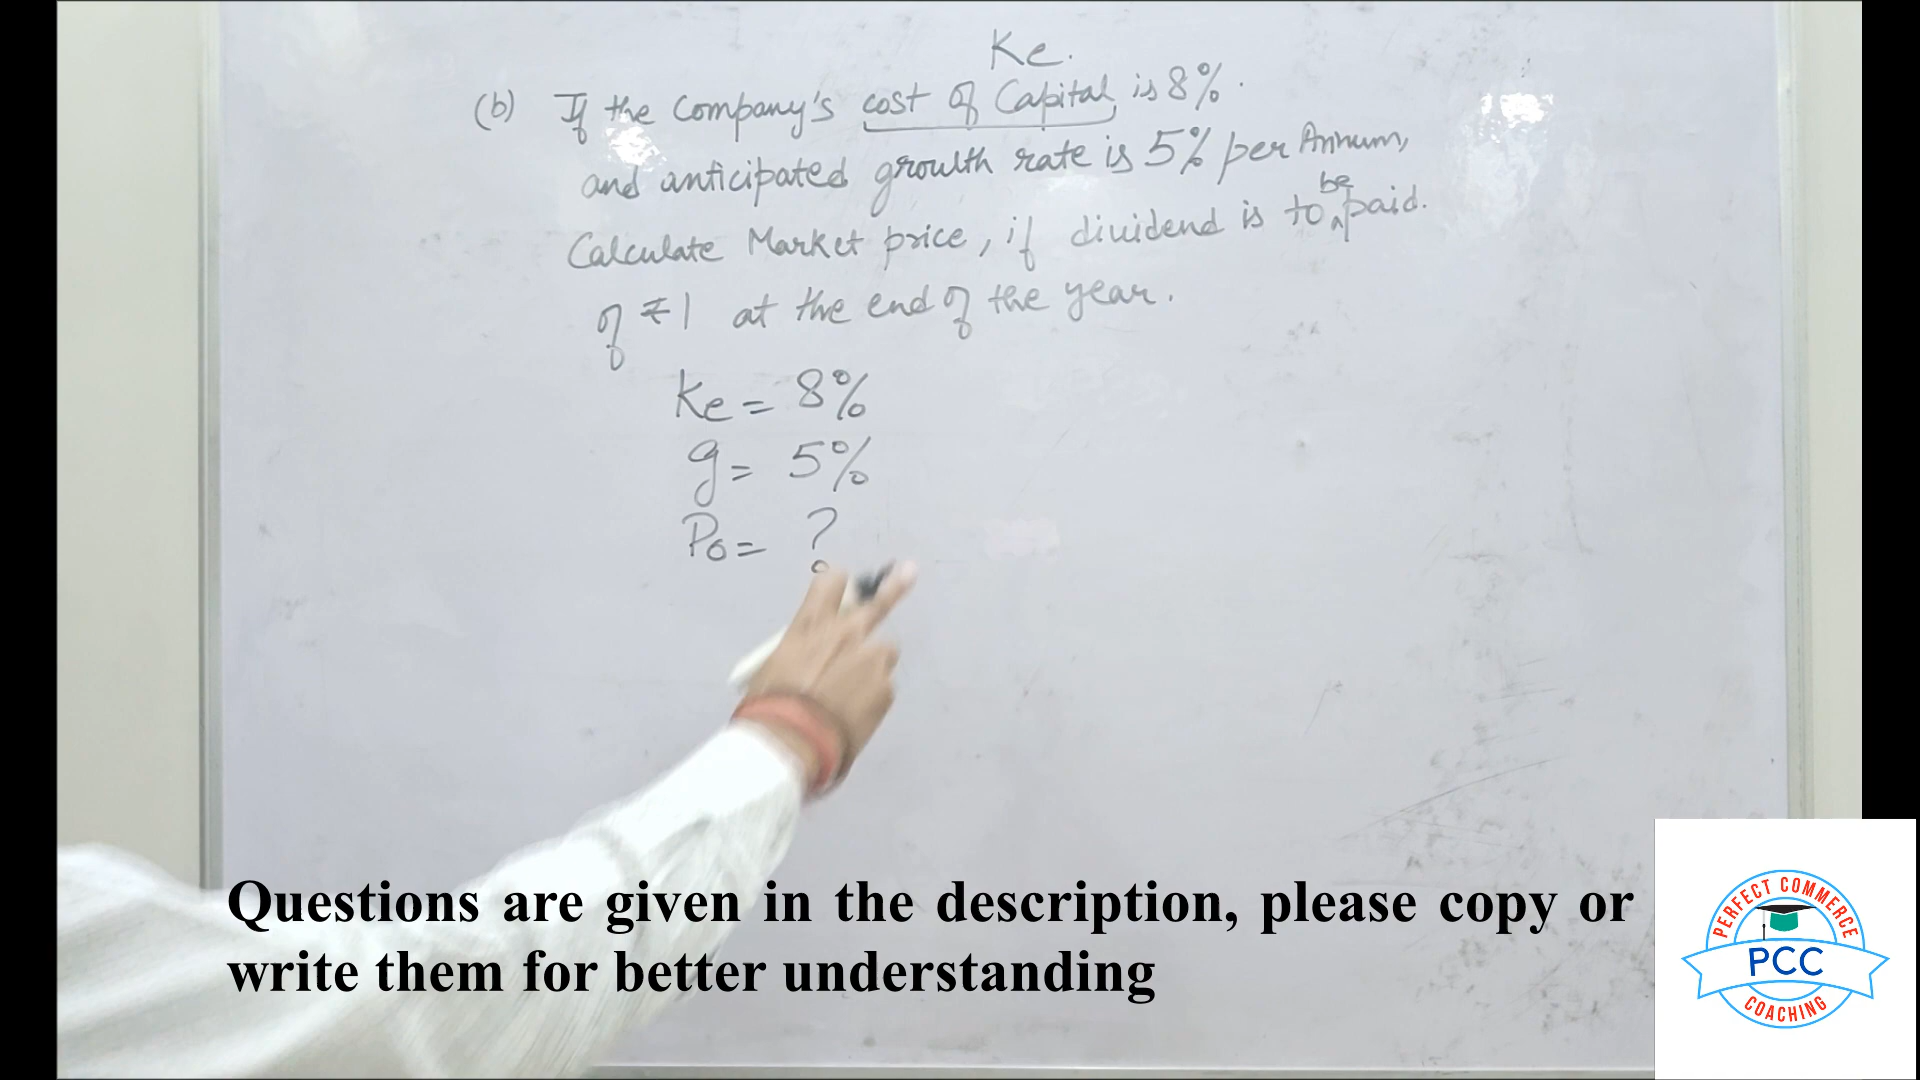 Ke.
(b) If the Company's cost of Capital is 8%.
and anticipated growth rate is 5% per Annum,
Calculate Market price, if dividend is to be paid.
of ₹1 at the end of the year.
Ke = 8%
g = 5%
Po = ?
Questions are given in the description, please copy or
write them for better understanding
PERFECT COMMERCE
PCC
COACHING